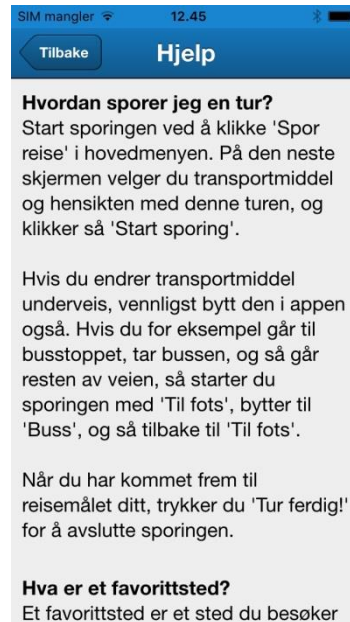 SIM mangler 12.45
Tilbake Hjelp
Hvordan sporer jeg en tur?
Start sporingen ved å klikke 'Spor
reise' i hovedmenyen. På den neste
skjermen velger du transportmiddel
og hensikten med denne turen, og
klikker så 'Start sporing'.
Hvis du endrer transportmiddel
underveis, vennligst bytt den i appen
også. Hvis du for eksempel går til
busstoppet, tar bussen, og så går
resten av veien, så starter du
sporingen med 'Til fots', bytter til
'Buss', og så tilbake til 'Til fots'.
Når du har kommet frem til
reisemålet ditt, trykker du 'Tur ferdig!'
for å avslutte sporingen.
Hva er et favorittsted?
Et favorittsted er et sted du besøker